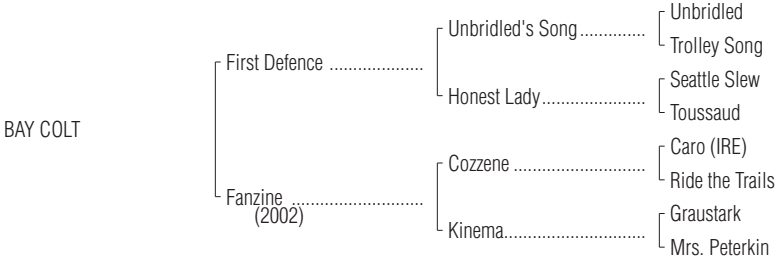 Unbridled
Unbridled's Song..............
Trolley Song
First Defence ....................
Seattle Slew
Honest Lady......................
Toussaud
BAY COLT
Caro (IRE)
Cozzene ............................
Ride the Trails
Fanzine ............................
(2002)
Graustark
Kinema..............................
Mrs. Peterkin